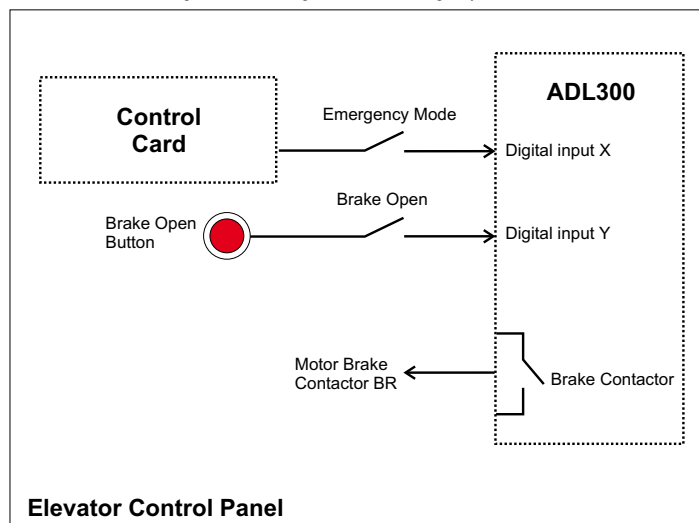 ADL300
Control
Card
Emergency Mode
Digital input X
Brake Open
Brake Open
Button
Digital input Y
Motor Brake
Contactor BR
Brake Contactor
Elevator Control Panel